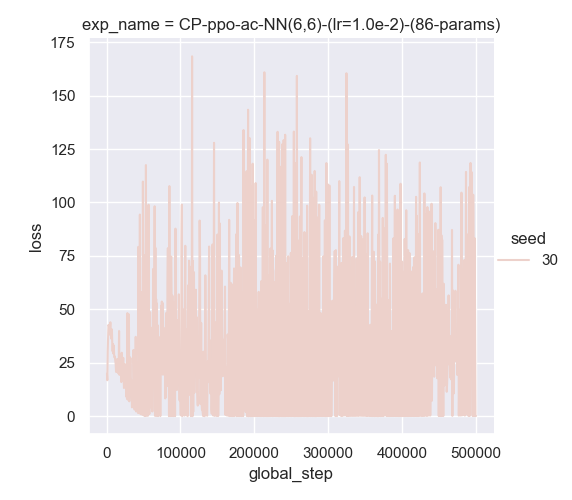 exp_name = CP-ppo-ac-NN(6,6)-(lr=1.0e-2)-(86-params)
175
150
125
100
75
50
25
0
loss
0 100000 200000 300000 400000 500000
global_step
seed
30